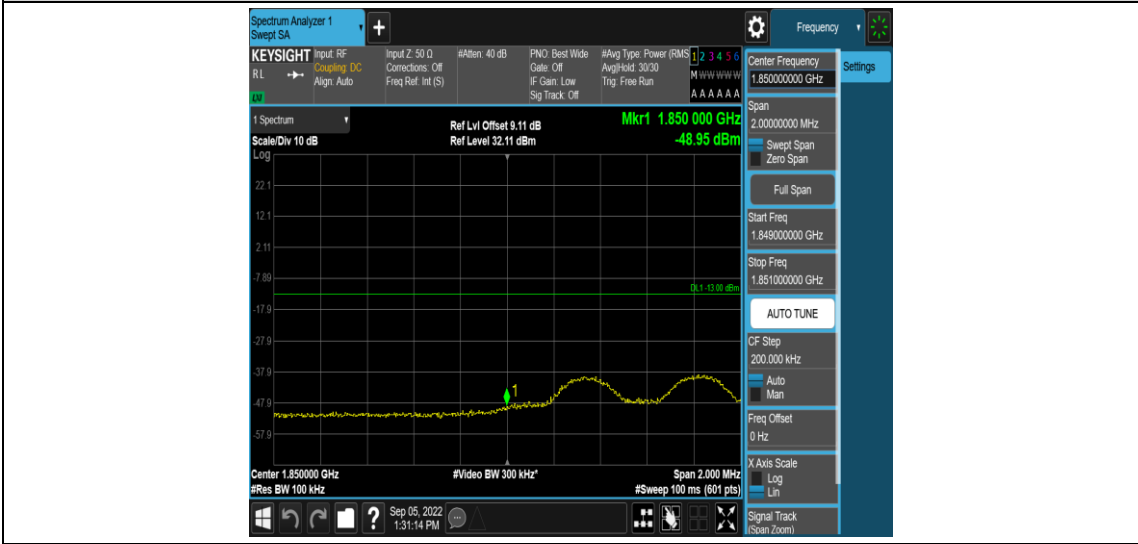 Spectrum Analyzer 1
Swept SA
+
Frequency
KEYSIGHT
RL
Input: RF
Coupling: DC
Align: Auto
Input Z: 50 Ω
Corrections: Off
Freq Ref: Int (S)
#Atten: 40 dB
PNO: Best Wide
Gate: Off
IF Gain: Low
Sig Track: Off
#Avg Type: Power (RMS
Avg|Hold: 30/30
Trig: Free Run
1 2 3 4 5 6
M W W W W W
A A A A A A
1 Spectrum
Scale/Div 10 dB
Log
Ref Lvl Offset 9.11 dB
Ref Level 32.11 dBm
Mkr1 1.850 000 GHz
-48.95 dBm
22.1
12.1
2.11
-7.89
DL1 -13.00 dBm
-17.9
-27.9
-37.9
1
-47.9
-57.9
Center 1.850000 GHz
#Res BW 100 kHz
#Video BW 300 kHz*
Span 2.000 MHz
#Sweep 100 ms (601 pts)
?
Sep 05, 2022
1:31:14 PM
Center Frequency
1.850000000 GHz
Settings
Span
2.00000000 MHz
Swept Span
Zero Span
Full Span
Start Freq
1.849000000 GHz
Stop Freq
1.851000000 GHz
AUTO TUNE
CF Step
200.000 kHz
Auto
Man
Freq Offset
0 Hz
X Axis Scale
Log
Lin
Signal Track
(Span Zoom)